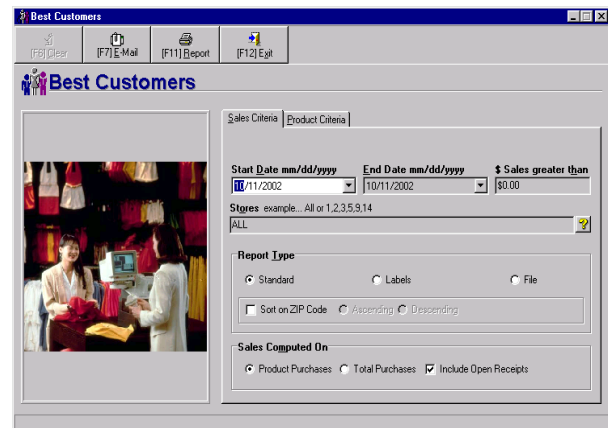 Best Customers
[F6] Clear [F7] E-Mail [F11] Report [F12] Exit
Best Customers
Sales Criteria Product Criteria
Start Date mm/dd/yyyy End Date mm/dd/yyyy $ Sales greater than
10/11/2002 10/11/2002 $0.00
Stores example... All or 1,2,3,5,9,14
ALL ?
Report Type
Standard Labels File
Sort on ZIP Code Ascending Descending
Sales Computed On
Product Purchases Total Purchases Include Open Receipts